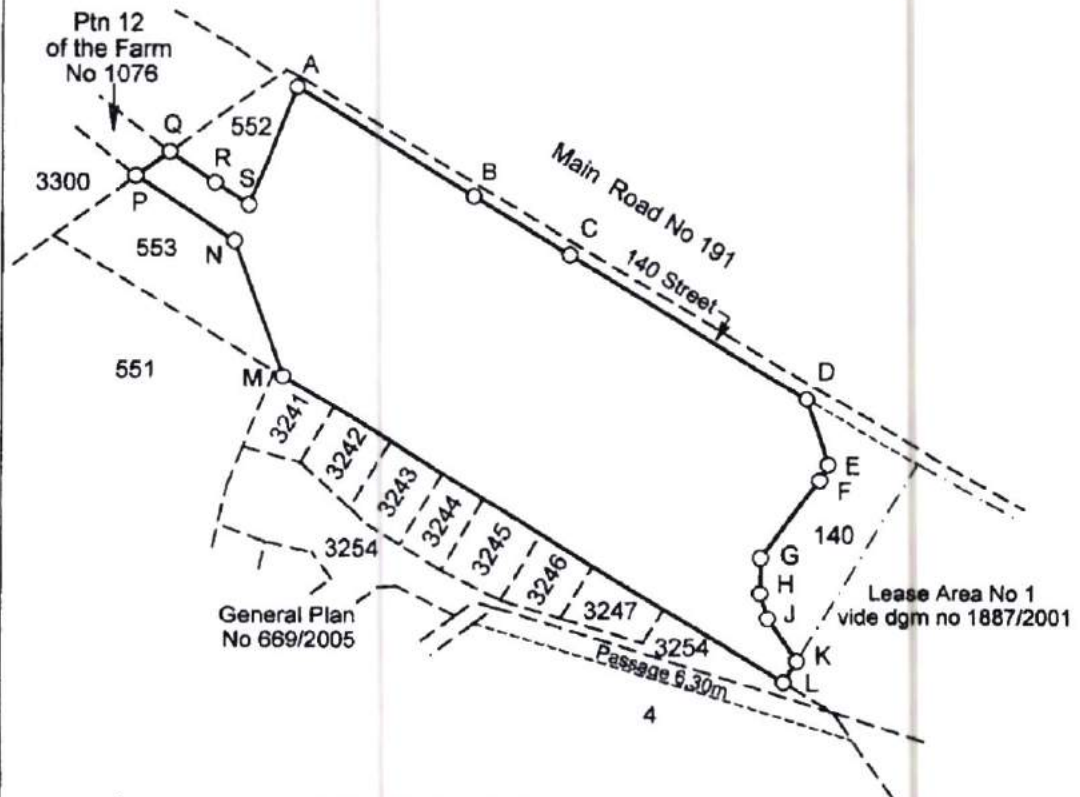 Ptn 12
of the Farm
No 1076
A
Q
552
R
S
B
3300
P
Main Road No 191
C
N
553
140 Street
551
M
D
3241
3242
E
F
3243
3244
140
3254
G
3245
H
3246
Lease Area No 1
vide dgm no 1887/2001
J
General Plan
No 669/2005
3247
3254
K
Passage 6,30m
L
4